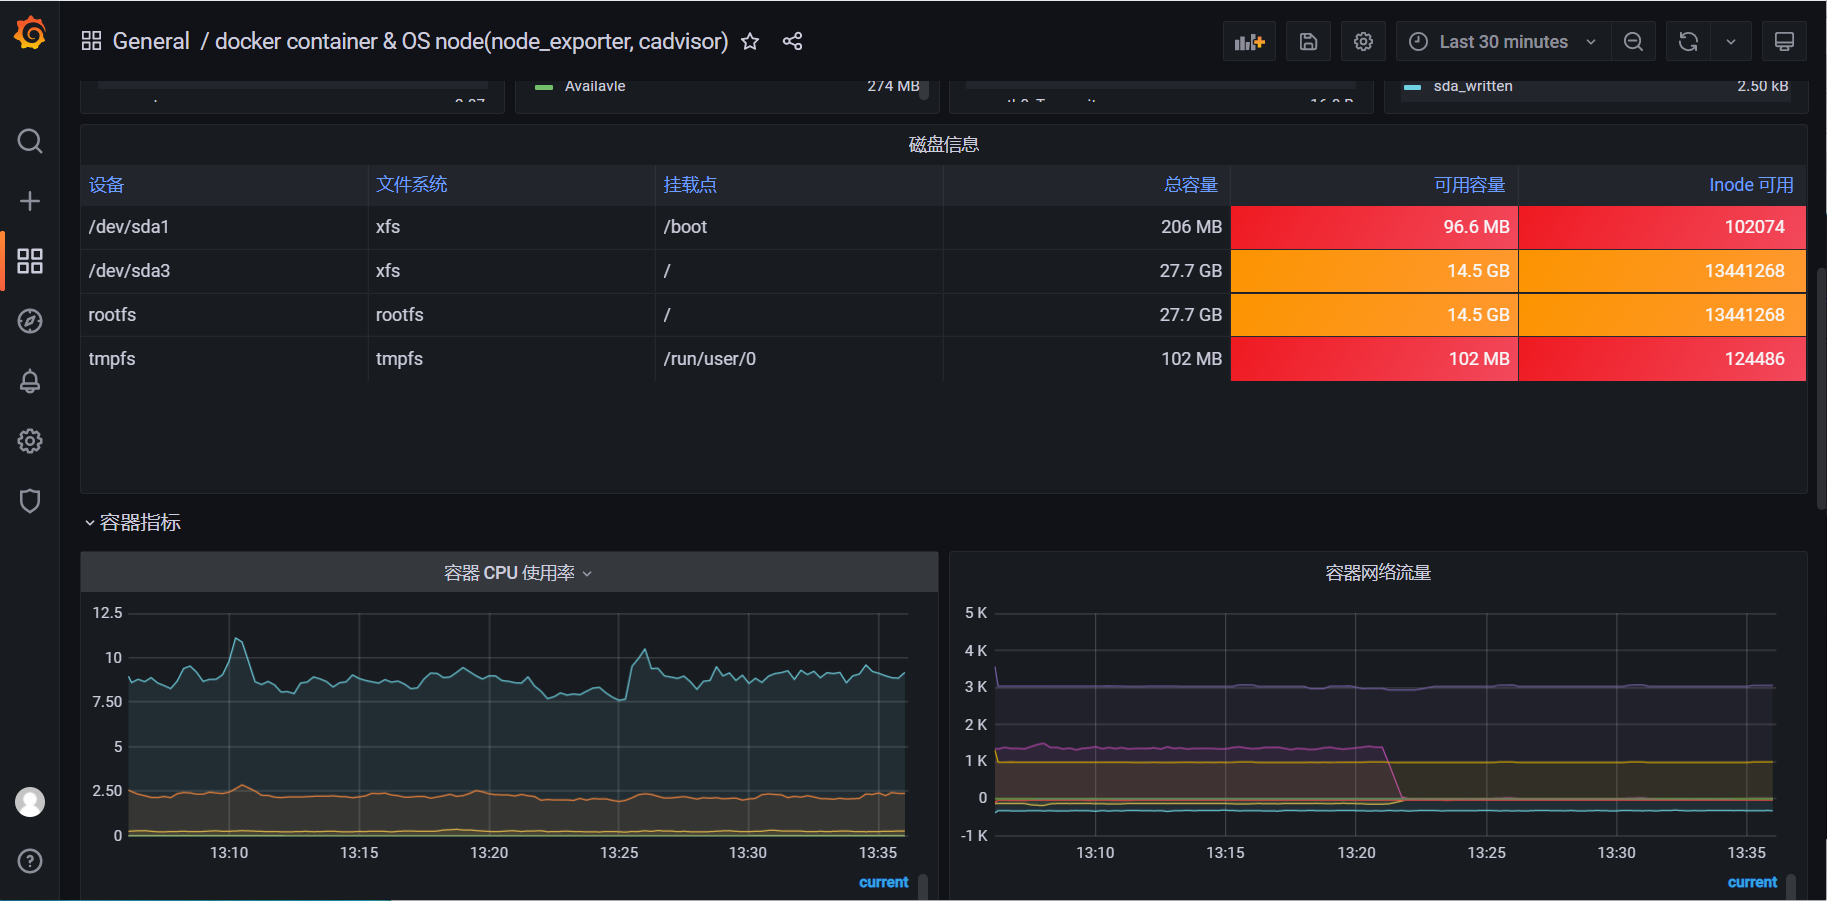 General / docker container & OS node(node_exporter, cadvisor)
Last 30 minutes
Availavle 274 MB
sda_written 2.50 kB
磁盘信息
设备 文件系统 挂载点 总容量 可用容量 Inode 可用
/dev/sda1 xfs /boot 206 MB 96.6 MB 102074
/dev/sda3 xfs / 27.7 GB 14.5 GB 13441268
rootfs rootfs / 27.7 GB 14.5 GB 13441268
tmpfs tmpfs /run/user/0 102 MB 102 MB 124486
容器指标
容器 CPU 使用率
12.5
10
7.50
5
2.50
0
13:10 13:15 13:20 13:25 13:30 13:35
current
容器网络流量
5 K
4 K
3 K
2 K
1 K
0
-1 K
13:10 13:15 13:20 13:25 13:30 13:35
current